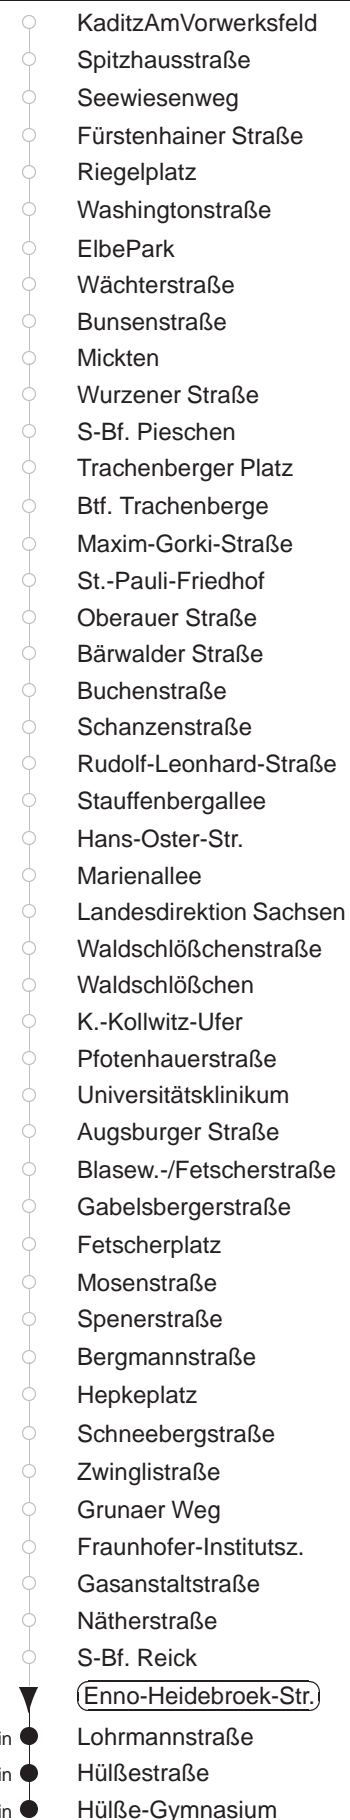 KaditzAmVorwerksfeld
Spitzhausstraße
Seewiesenweg
Fürstenhainer Straße
Riegelplatz
Washingtonstraße
ElbePark
Wächterstraße
Bunsenstraße
Mickten
Wurzener Straße
S-Bf. Pieschen
Trachenberger Platz
Btf. Trachenberge
Maxim-Gorki-Straße
St.-Pauli-Friedhof
Oberauer Straße
Bärwalder Straße
Buchenstraße
Schanzenstraße
Rudolf-Leonhard-Straße
Stauffenbergallee
Hans-Oster-Str.
Marienallee
Landesdirektion Sachsen
Waldschlößchenstraße
Waldschlößchen
K.-Kollwitz-Ufer
Pfotenhauerstraße
Universitätsklinikum
Augsburger Straße
Blasew.-/Fetscherstraße
Gabelsbergerstraße
Fetscherplatz
Mosenstraße
Spenerstraße
Bergmannstraße
Hepkeplatz
Schneebergstraße
Zwinglistraße
Grunaer Weg
Fraunhofer-Institutsz.
Gasanstaltstraße
Nätherstraße
S-Bf. Reick
Enno-Heidebroek-Str.
in Lohrmannstraße
in Hülßestraße
in Hülße-Gymnasium